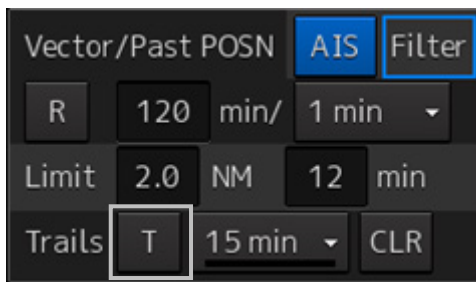 Vector/Past POSN AIS Filter
R 120 min/ 1 min
Limit 2.0 NM 12 min
Trails T 15 min CLR